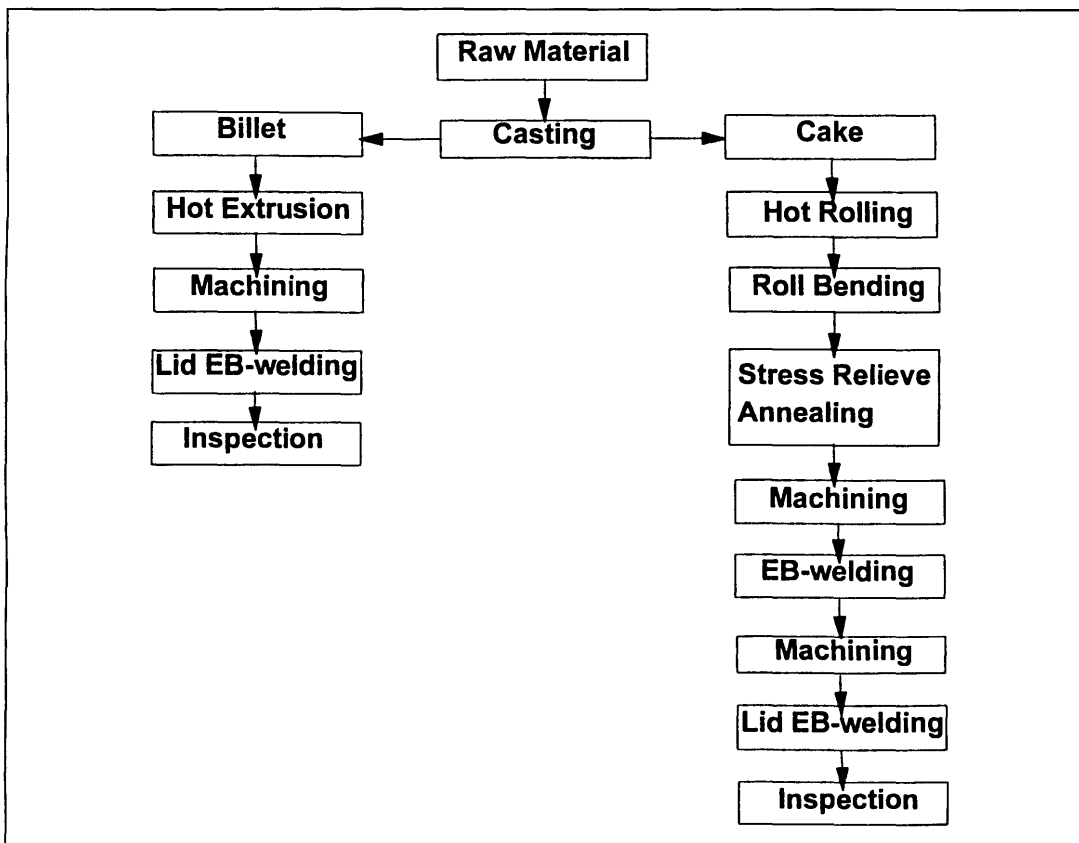 Raw Material
Casting
Billet
Hot Extrusion
Machining
Lid EB-welding
Inspection
Cake
Hot Rolling
Roll Bending
Stress Relieve
Annealing
Machining
EB-welding
Machining
Lid EB-welding
Inspection